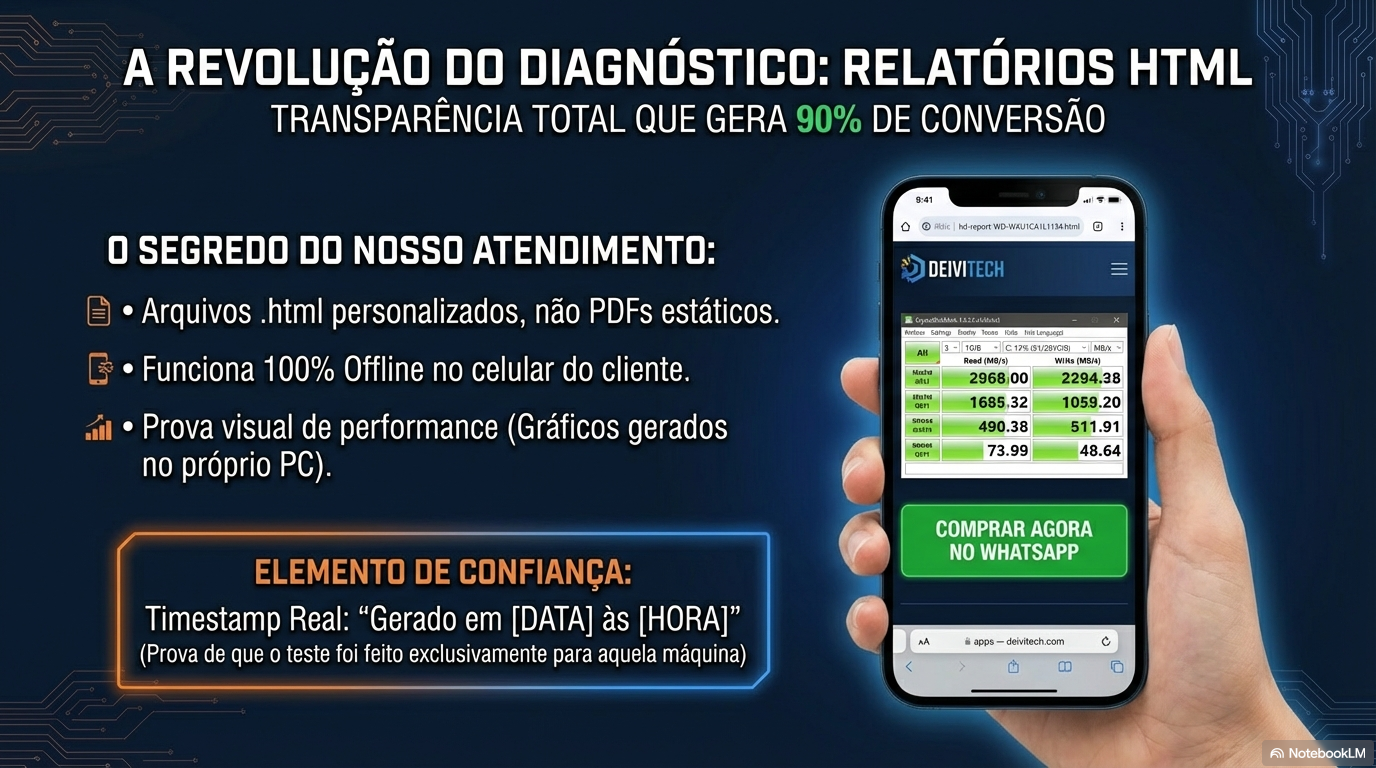 A REVOLUÇÃO DO DIAGNÓSTICO: RELATÓRIOS HTML
TRANSPARÊNCIA TOTAL QUE GERA 90% DE CONVERSÃO
O SEGREDO DO NOSSO ATENDIMENTO:
• Arquivos .html personalizados, não PDFs estáticos.
• Funciona 100% Offline no celular do cliente.
• Prova visual de performance (Gráficos gerados
no próprio PC).
ELEMENTO DE CONFIANÇA:
Timestamp Real: “Gerado em [DATA] às [HORA]”
(Prova de que o teste foi feito exclusivamente para aquela máquina)
9:41
hd-report
DEIVITECH
All 3 1G/B MB/x
Read (MB/s)
2968,00 2294.38
1685,32 1059.20
490.38 511.91
73.99 48.64
COMPRAR AGORA
NO WHATSAPP
AA apps — deivitech.com
NotebookLM